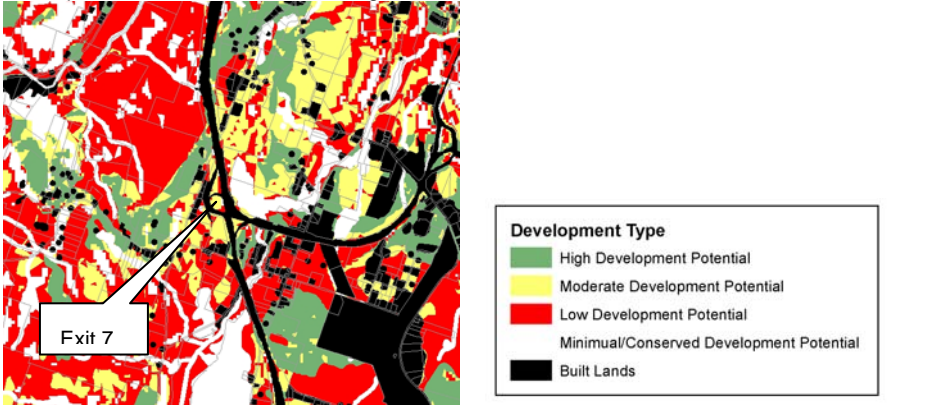 Exit 7
Development Type
High Development Potential
Moderate Development Potential
Low Development Potential
Minimual/Conserved Development Potential
Built Lands